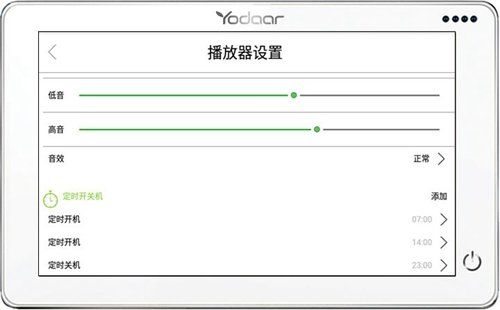 Yodaar
播放器设置
低音
高音
音效 正常
定时开关机 添加
定时开机 07:00
定时开机 14:00
定时关机 23:00